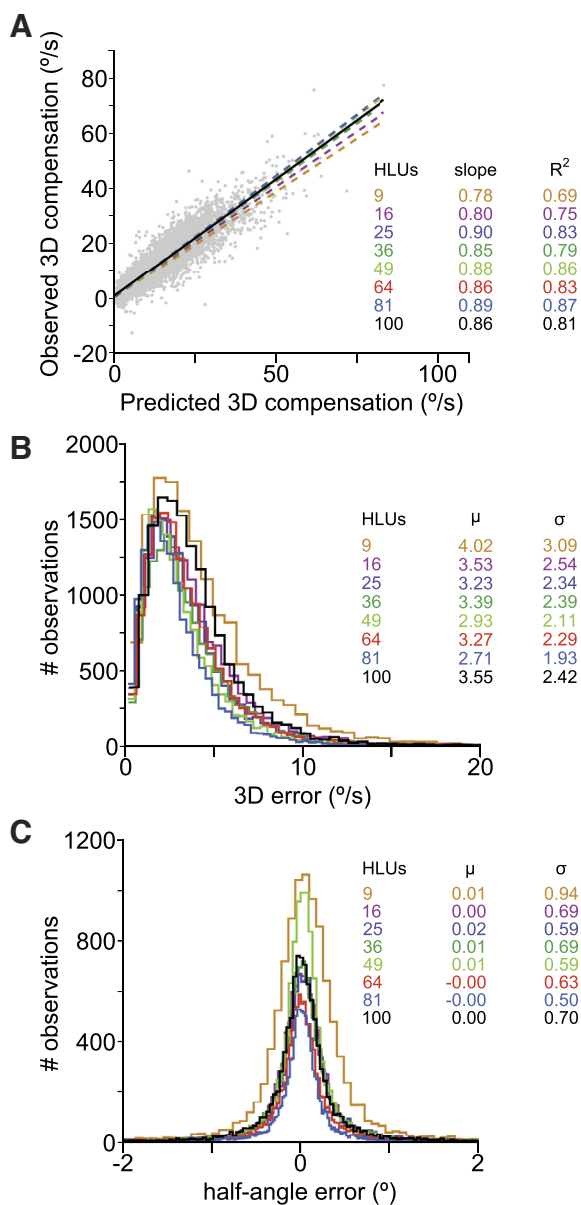 A
Observed 3D compensation (º/s)
80
60
40
20
0
-20
0
50
100
Predicted 3D compensation (º/s)
HLUs slope R2
9 0.78 0.69
16 0.80 0.75
25 0.90 0.83
36 0.85 0.79
49 0.88 0.86
64 0.86 0.83
81 0.89 0.87
100 0.86 0.81
B
# observations
2000
1500
1000
500
0
0
10
20
3D error (º/s)
HLUs μ σ
9 4.02 3.09
16 3.53 2.54
25 3.23 2.34
36 3.39 2.39
49 2.93 2.11
64 3.27 2.29
81 2.71 1.93
100 3.55 2.42
C
# observations
1200
800
400
0
-2
0
2
half-angle error (º)
HLUs μ σ
9 0.01 0.94
16 0.00 0.69
25 0.02 0.59
36 0.01 0.69
49 0.01 0.59
64 -0.00 0.63
81 -0.00 0.50
100 0.00 0.70